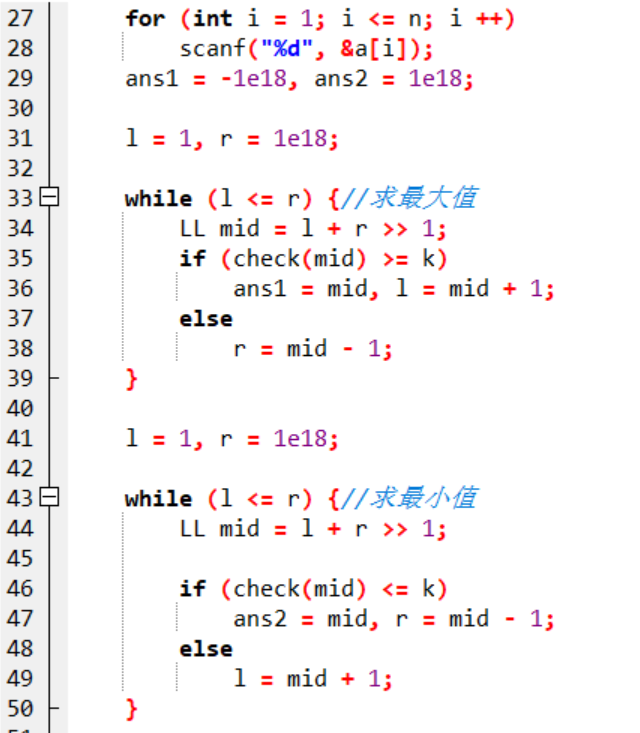 27 for (int i = 1; i <= n; i ++)
28 scanf("%d", &a[i]);
29 ans1 = -1e18, ans2 = 1e18;
30
31 l = 1, r = 1e18;
32
33 while (l <= r) {//求最大值
34 LL mid = l + r >> 1;
35 if (check(mid) >= k)
36 ans1 = mid, l = mid + 1;
37 else
38 r = mid - 1;
39 }
40
41 l = 1, r = 1e18;
42
43 while (l <= r) {//求最小值
44 LL mid = l + r >> 1;
45
46 if (check(mid) <= k)
47 ans2 = mid, r = mid - 1;
48 else
49 l = mid + 1;
50 }